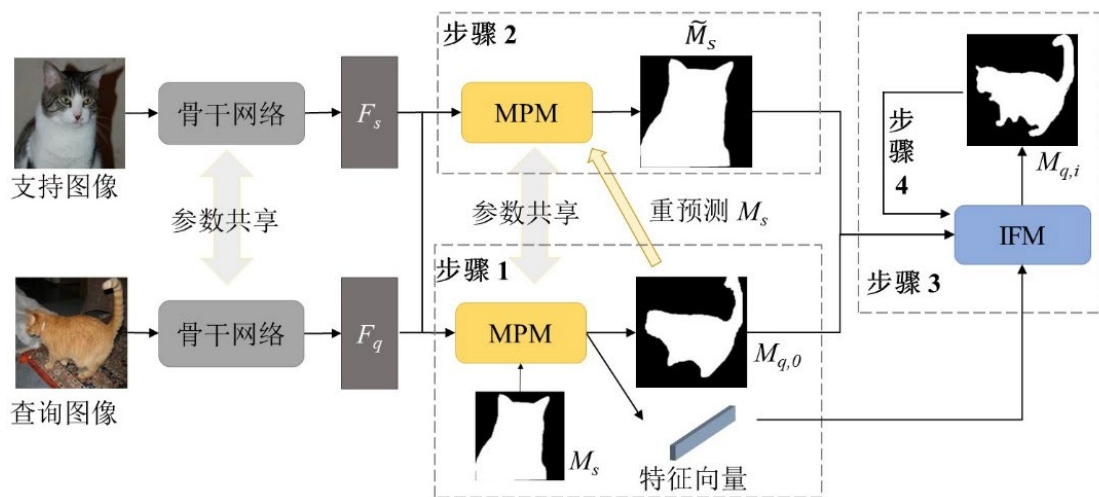 步骤 2
M̃s
骨干网络
Fs
MPM
支持图像
参数共享
参数共享
重预测 Ms
步骤 4
Mq,i
IFM
步骤 3
步骤 1
骨干网络
Fq
MPM
Mq,0
查询图像
Ms
特征向量